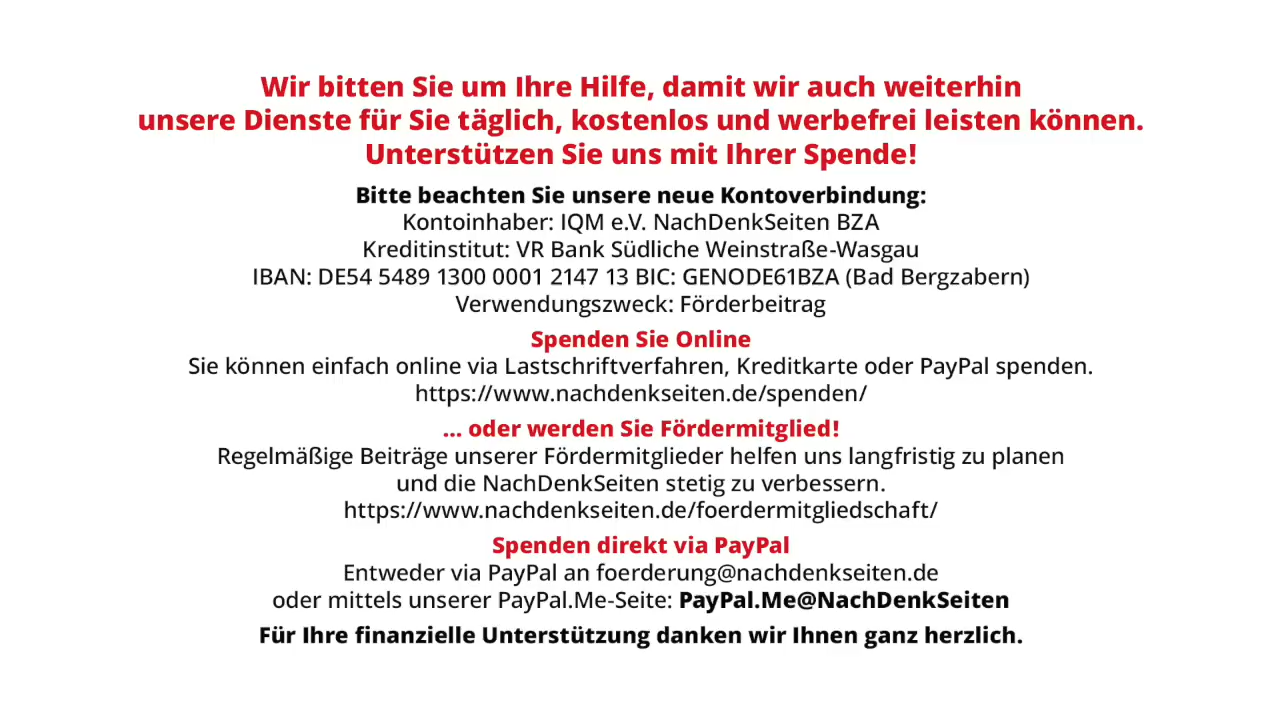 Wir bitten Sie um Ihre Hilfe, damit wir auch weiterhin
unsere Dienste für Sie täglich, kostenlos und werbefrei leisten können.
Unterstützen Sie uns mit Ihrer Spende!
Bitte beachten Sie unsere neue Kontoverbindung:
Kontoinhaber: IQM e.V. NachDenkSeiten BZA
Kreditinstitut: VR Bank Südliche Weinstraße-Wasgau
IBAN: DE54 5489 1300 0001 2147 13 BIC: GENODE61BZA (Bad Bergzabern)
Verwendungszweck: Förderbeitrag
Spenden Sie Online
Sie können einfach online via Lastschriftverfahren, Kreditkarte oder PayPal spenden.
https://www.nachdenkseiten.de/spenden/
... oder werden Sie Fördermitglied!
Regelmäßige Beiträge unserer Fördermitglieder helfen uns langfristig zu planen
und die NachDenkSeiten stetig zu verbessern.
https://www.nachdenkseiten.de/foerdermitgliedschaft/
Spenden direkt via PayPal
Entweder via PayPal an foerderung@nachdenkseiten.de
oder mittels unserer PayPal.Me-Seite: PayPal.Me@NachDenkSeiten
Für Ihre finanzielle Unterstützung danken wir Ihnen ganz herzlich.